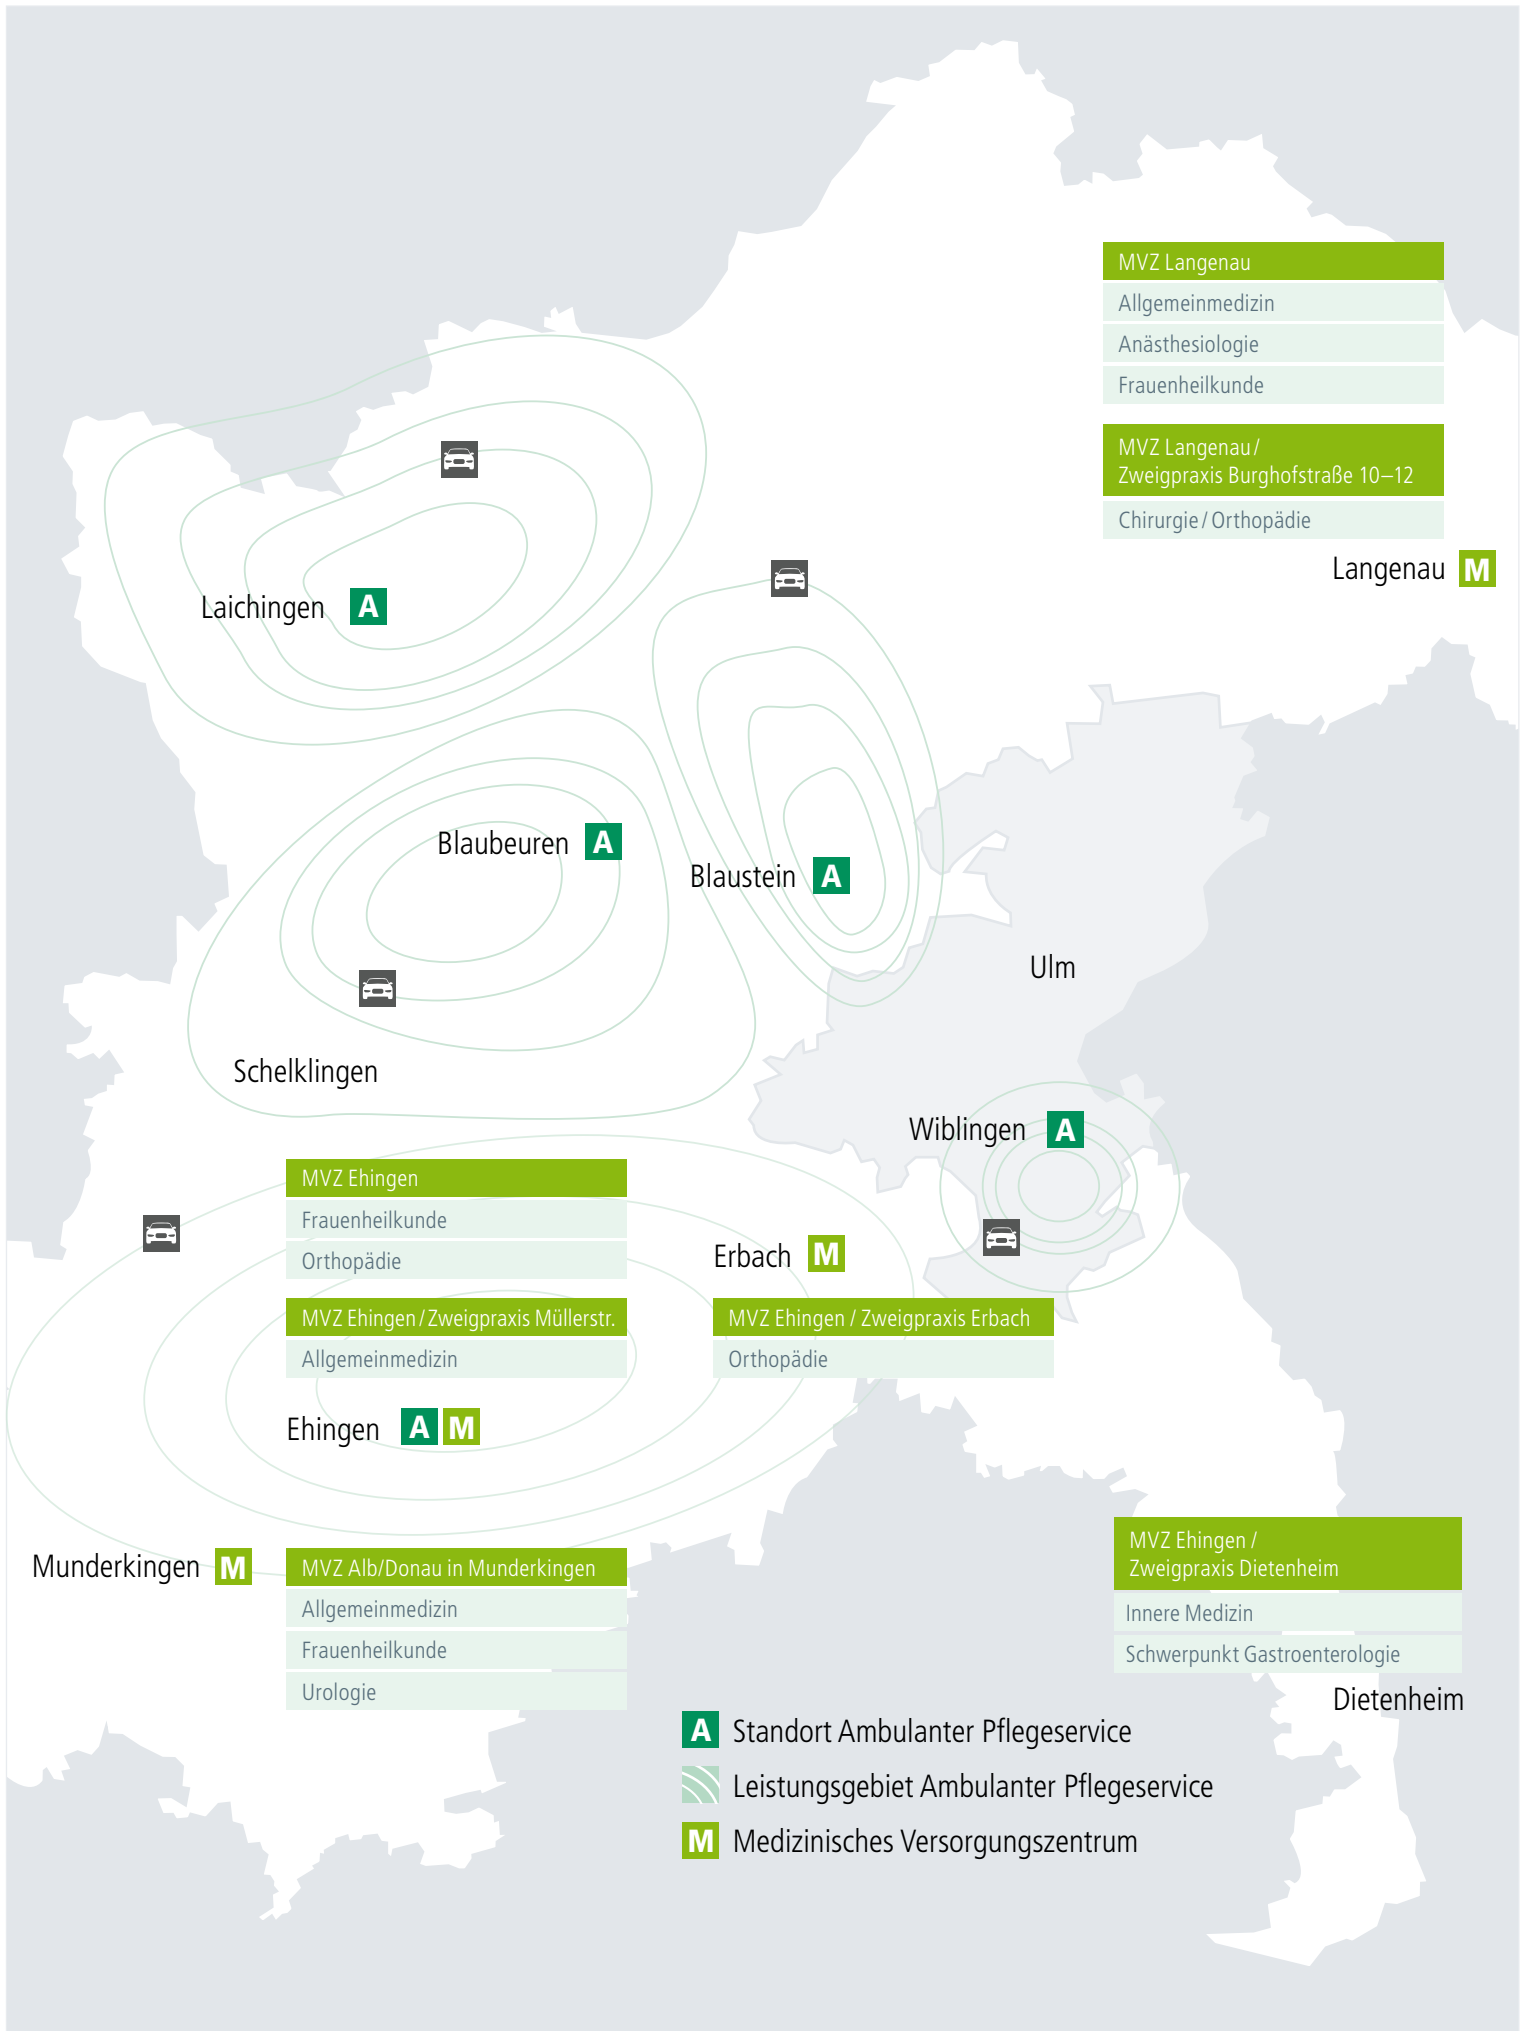 MVZ Langenau
Allgemeinmedizin
Anästhesiologie
Frauenheilkunde
MVZ Langenau /
Zweigpraxis Burghofstraße 10–12
Chirurgie / Orthopädie
Langenau M
Laichingen A
Blaubeuren A
Blaustein A
Ulm
Schelklingen
Wiblingen A
MVZ Ehingen
Frauenheilkunde
Orthopädie
MVZ Ehingen / Zweigpraxis Müllerstr.
Allgemeinmedizin
Ehingen A M
Erbach M
MVZ Ehingen / Zweigpraxis Erbach
Orthopädie
Munderkingen M
MVZ Alb/Donau in Munderkingen
Allgemeinmedizin
Frauenheilkunde
Urologie
MVZ Ehingen /
Zweigpraxis Dietenheim
Innere Medizin
Schwerpunkt Gastroenterologie
Dietenheim
A Standort Ambulanter Pflegeservice
Leistungsgebiet Ambulanter Pflegeservice
M Medizinisches Versorgungszentrum